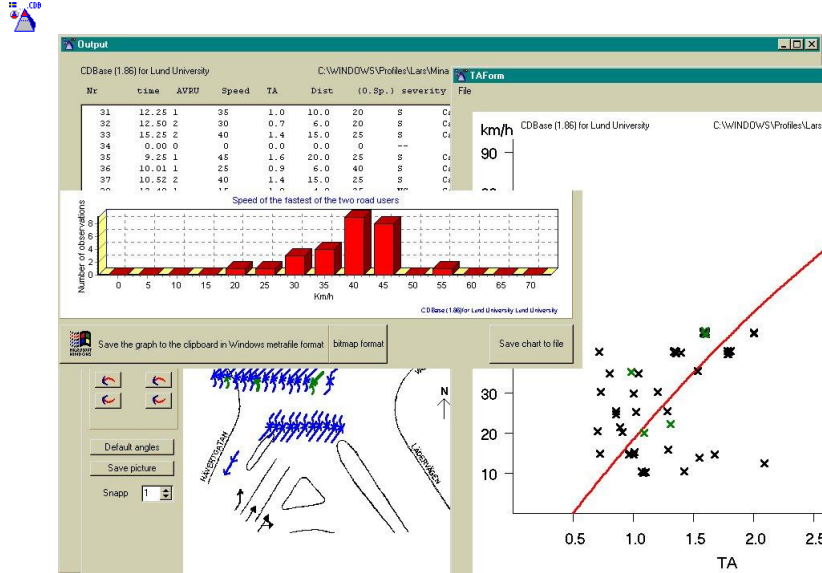 CDB
Output
CDBase (1.86) for Lund University C:\WINDOWS\Profiles\Lars\Mina
Nr time AVRU Speed TA Dist (O.Sp.) severity
31 12.25 1 35 1.0 10.0 20 S
32 12.50 2 30 0.7 6.0 20 S
33 15.25 2 40 1.4 15.0 25 S
34 0.00 0 0 0.0 0.0 0 --
35 9.25 1 45 1.6 20.0 25 S
36 10.01 1 25 0.9 6.0 40 S
37 10.52 2 40 1.4 15.0 25 S
Speed of the fastest of the two road users
Number of observations
8
6
4
2
0
0 5 10 15 20 25 30 35 40 45 50 55 60 65 70
Km/h
CDBase (1.86)for Lund University Lund University
MICROSOFT WINDOWS
Save the graph to the clipboard in Windows metrafile format
bitmap format
Save chart to file
Default angles
Save picture
Snapp 1
N
TAForm
File
km/h CDBase (1.86) for Lund University C:\WINDOWS\Profiles\Lars
90
30
20
10
0.5 1.0 1.5 2.0 2.5
TA